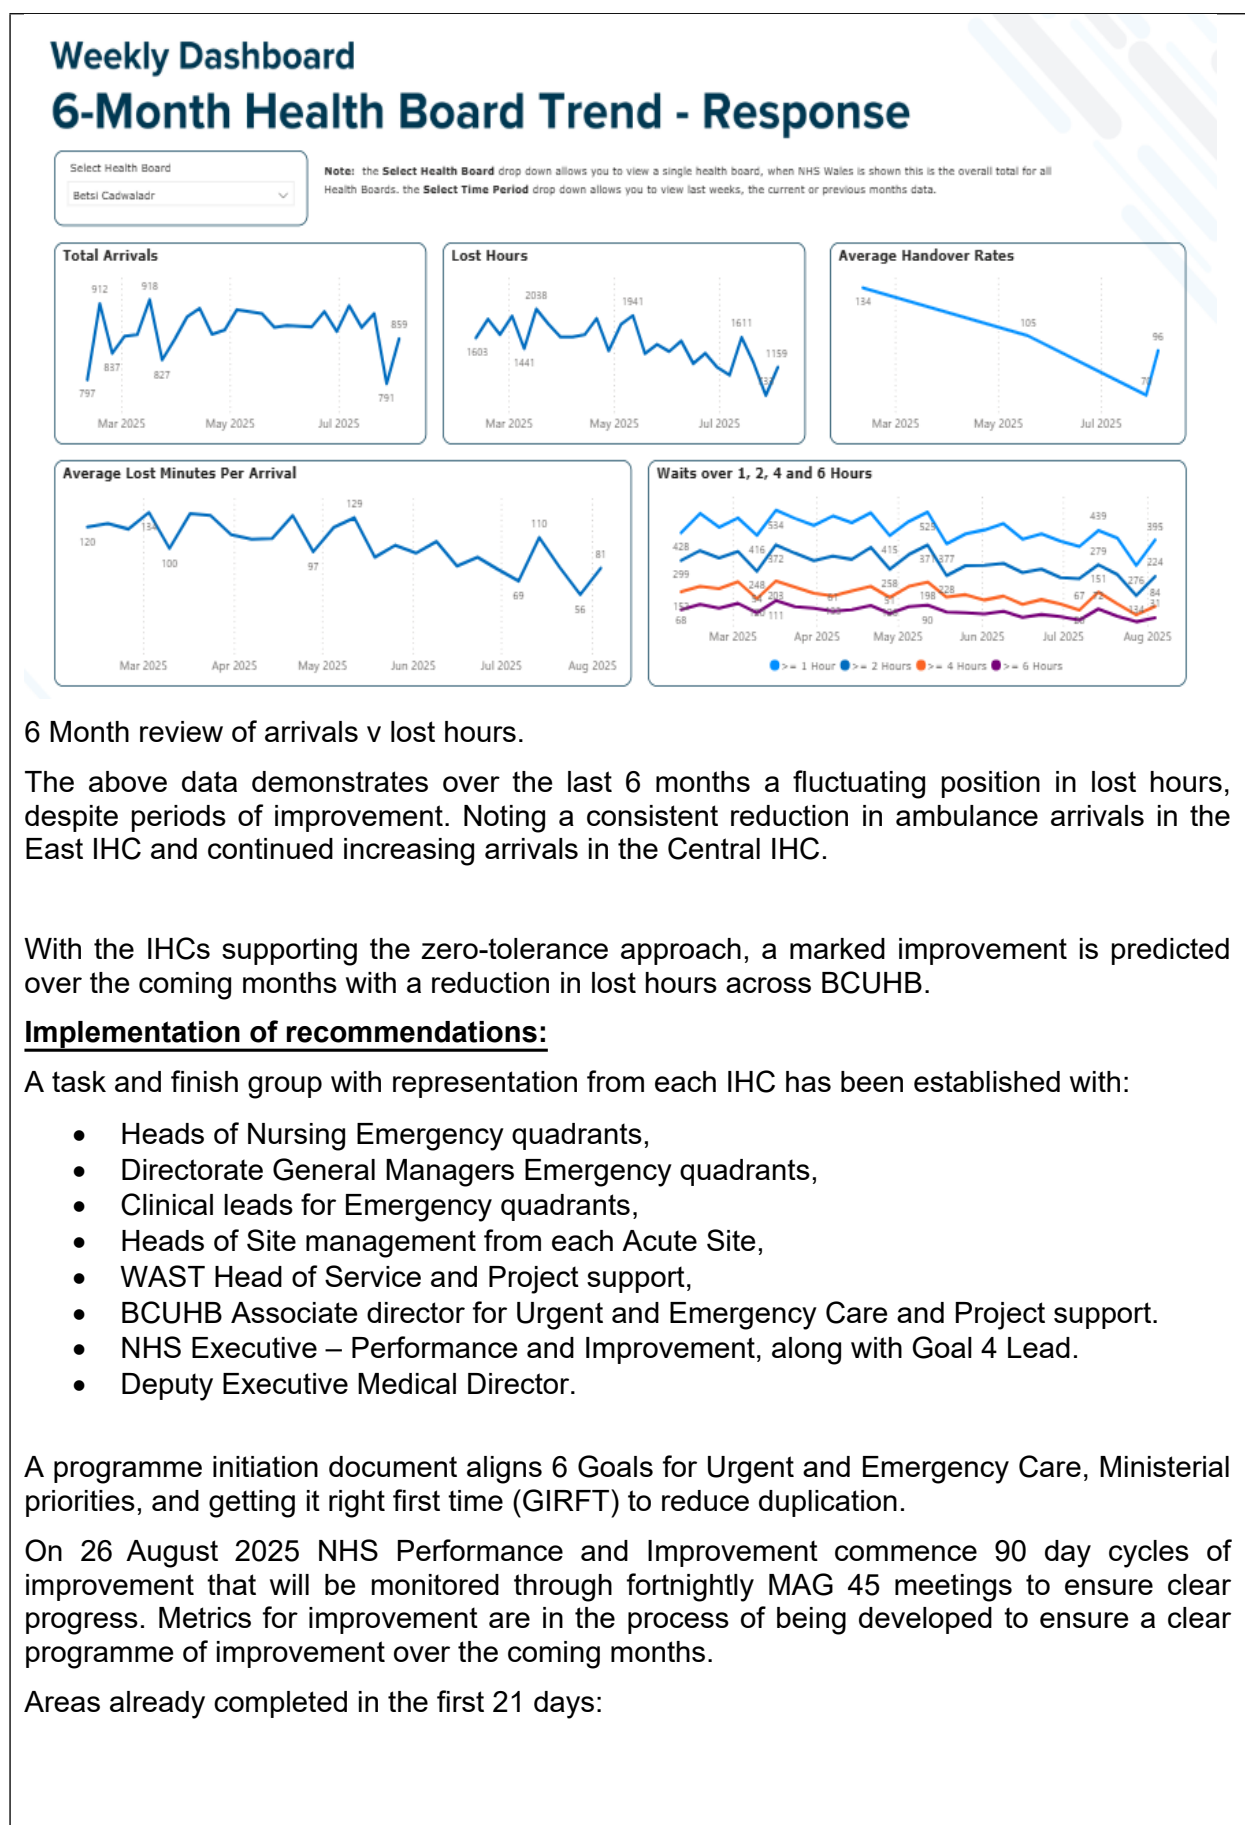 Weekly Dashboard
6-Month Health Board Trend - Response
Select Health Board
Betsi Cadwaladr
Note: the Select Health Board drop down allows you to view a single health board, when NHS Wales is shown this is the overall total for all
Health Boards. the Select Time Period drop down allows you to view last weeks, the current or previous months data.
Total Arrivals
912
918
859
837
827
797
791
Mar 2025 May 2025 Jul 2025
Lost Hours
2038
1941
1611
1603
1441
1159
Mar 2025 May 2025 Jul 2025
Average Handover Rates
134
105
96
Mar 2025 May 2025 Jul 2025
Average Lost Minutes Per Arrival
129
134
110
120
100
97
81
69
56
Mar 2025 Apr 2025 May 2025 Jun 2025 Jul 2025 Aug 2025
Waits over 1, 2, 4 and 6 Hours
534 525 439 395
428 416 372 415 371 377 279 224
299 248 203 258 198 228 151 276 84
68 111 90 67 134 31
Mar 2025 Apr 2025 May 2025 Jun 2025 Jul 2025 Aug 2025
>= 1 Hour >= 2 Hours >= 4 Hours >= 6 Hours
6 Month review of arrivals v lost hours.
The above data demonstrates over the last 6 months a fluctuating position in lost hours,
despite periods of improvement. Noting a consistent reduction in ambulance arrivals in the
East IHC and continued increasing arrivals in the Central IHC.
With the IHCs supporting the zero-tolerance approach, a marked improvement is predicted
over the coming months with a reduction in lost hours across BCUHB.
Implementation of recommendations:
A task and finish group with representation from each IHC has been established with:
• Heads of Nursing Emergency quadrants,
• Directorate General Managers Emergency quadrants,
• Clinical leads for Emergency quadrants,
• Heads of Site management from each Acute Site,
• WAST Head of Service and Project support,
• BCUHB Associate director for Urgent and Emergency Care and Project support.
• NHS Executive – Performance and Improvement, along with Goal 4 Lead.
• Deputy Executive Medical Director.
A programme initiation document aligns 6 Goals for Urgent and Emergency Care, Ministerial
priorities, and getting it right first time (GIRFT) to reduce duplication.
On 26 August 2025 NHS Performance and Improvement commence 90 day cycles of
improvement that will be monitored through fortnightly MAG 45 meetings to ensure clear
progress. Metrics for improvement are in the process of being developed to ensure a clear
programme of improvement over the coming months.
Areas already completed in the first 21 days: